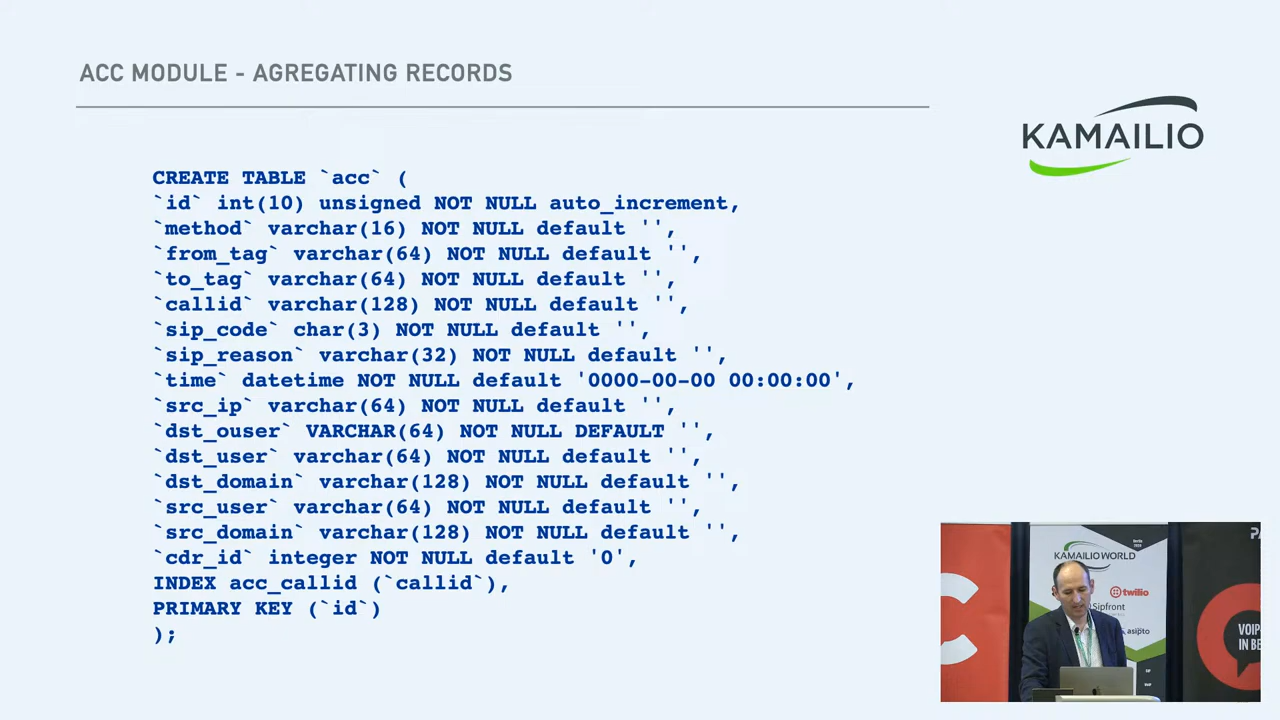 ACC MODULE - AGREGATING RECORDS
KAMAILIO
CREATE TABLE `acc` (
`id` int(10) unsigned NOT NULL auto_increment,
`method` varchar(16) NOT NULL default '',
`from_tag` varchar(64) NOT NULL default '',
`to_tag` varchar(64) NOT NULL default '',
`callid` varchar(128) NOT NULL default '',
`sip_code` char(3) NOT NULL default '',
`sip_reason` varchar(32) NOT NULL default '',
`time` datetime NOT NULL default '0000-00-00 00:00:00',
`src_ip` varchar(64) NOT NULL default '',
`dst_ouser` VARCHAR(64) NOT NULL DEFAULT '',
`dst_user` varchar(64) NOT NULL default '',
`dst_domain` varchar(128) NOT NULL default '',
`src_user` varchar(64) NOT NULL default '',
`src_domain` varchar(128) NOT NULL default '',
`cdr_id` integer NOT NULL default '0',
INDEX acc_callid (`callid`),
PRIMARY KEY (`id`)
);
KAMAILIO WORLD
twilio
Sipfront
asipto
VOIP
IN BE